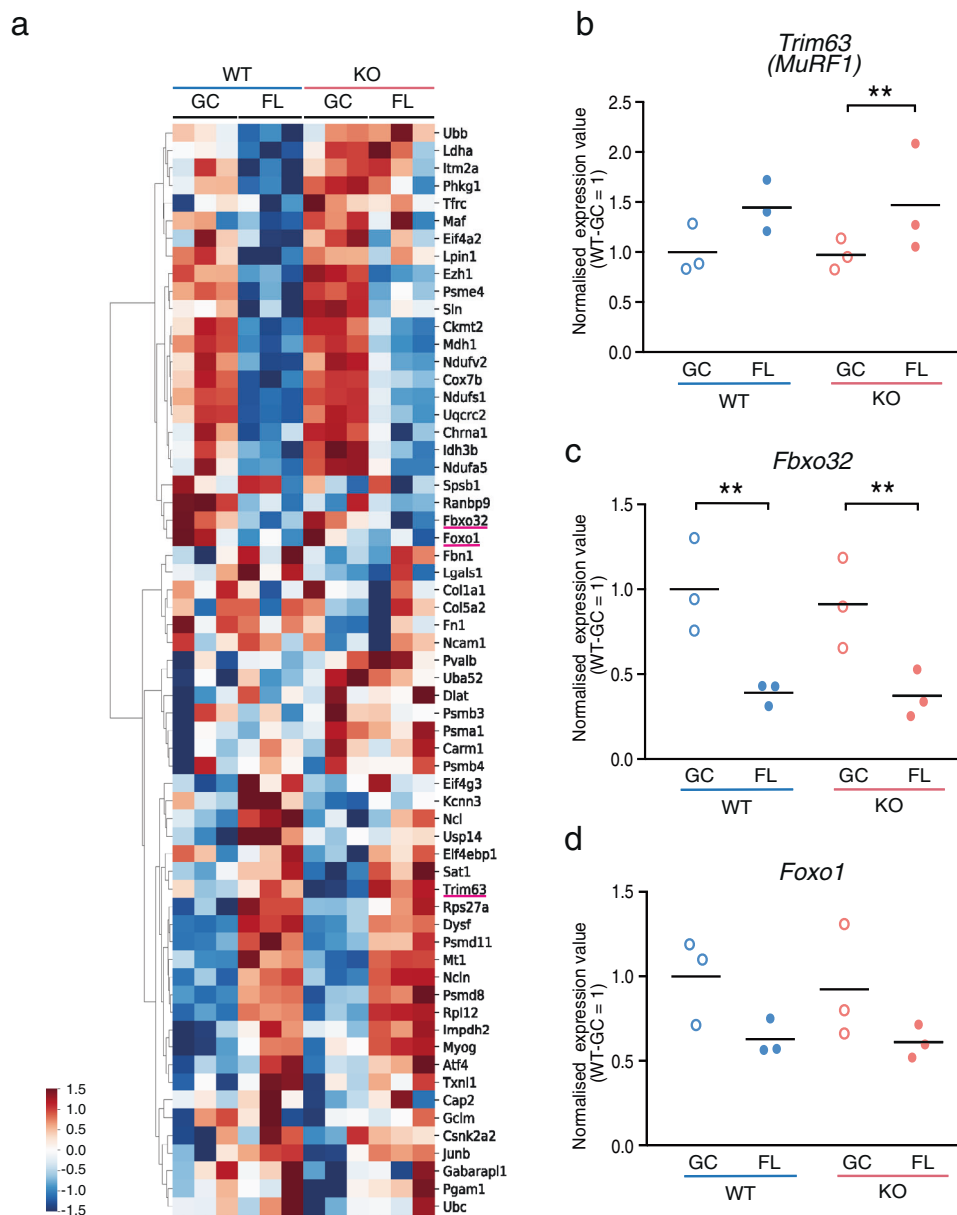 a
WT KO
GC FL GC FL
Ubb
Ldha
Itm2a
Phkg1
Tfrc
Maf
Eif4a2
Lpin1
Ezh1
Psme4
Sln
Ckmt2
Mdh1
Ndufv2
Cox7b
Ndufs1
Uqcrc2
Chrna1
Idh3b
Ndufa5
Spsb1
Ranbp9
Fbxo32
Foxo1
Fbn1
Lgals1
Col1a1
Col5a2
Fn1
Ncam1
Pvalb
Uba52
Dlat
Psmb3
Psma1
Carm1
Psmb4
Eif4g3
Kcnn3
Ncl
Usp14
Eif4ebp1
Sat1
Trim63
Rps27a
Dysf
Psmd11
Mt1
Ncln
Psmd8
Rpl12
Impdh2
Myog
Atf4
Txnl1
Cap2
Gclm
Csnk2a2
Junb
Gabarapl1
Pgam1
Ubc
1.5
1.0
0.5
0.0
-0.5
-1.0
-1.5
b
Trim63
(MuRF1)
Normalised expression value
(WT-GC = 1)
2.5
2.0
1.5
1.0
0.5
0.0
**
GC FL GC FL
WT KO
c
Fbxo32
Normalised expression value
(WT-GC = 1)
1.5
1.0
0.5
0.0
** **
GC FL GC FL
WT KO
d
Foxo1
Normalised expression value
(WT-GC = 1)
1.5
1.0
0.5
0.0
GC FL GC FL
WT KO